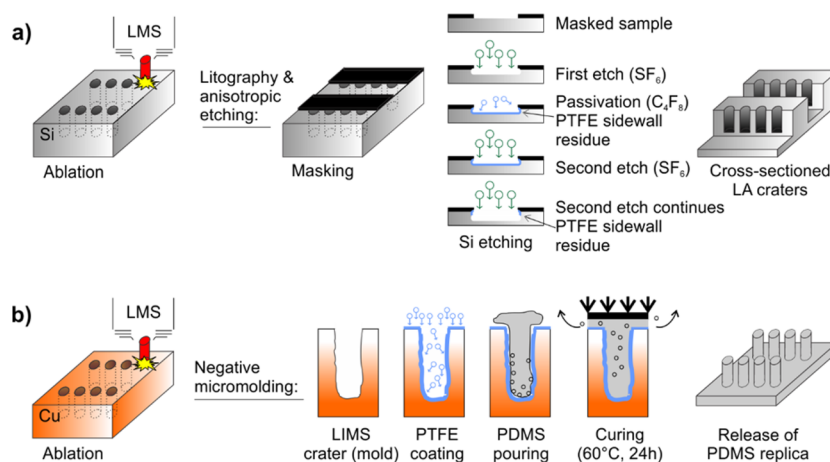 a)
LMS
Si
Ablation
Litography &
anisotropic
etching:
Masking
Masked sample
First etch (SF6)
Passivation (C4F8)
PTFE sidewall
residue
Second etch (SF6)
Second etch continues
PTFE sidewall
residue
Si etching
Cross-sectioned
LA craters
b)
LMS
Cu
Ablation
Negative
micromolding:
LIMS
crater (mold)
PTFE
coating
PDMS
pouring
Curing
(60°C, 24h)
Release of
PDMS replica